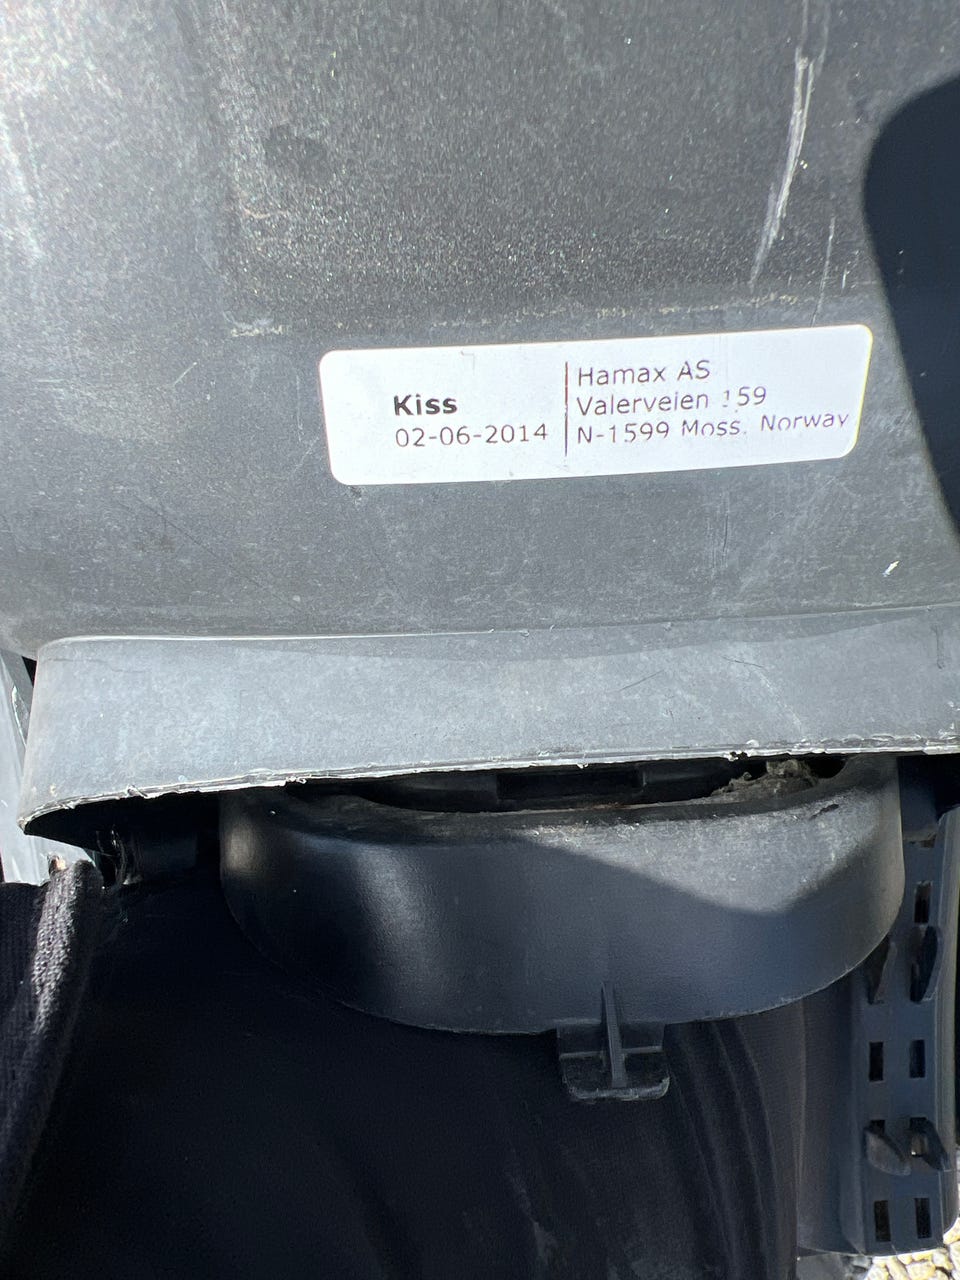 Kiss
02-06-2014
Hamax AS
Valerveien 159
N-1599 Moss, Norway